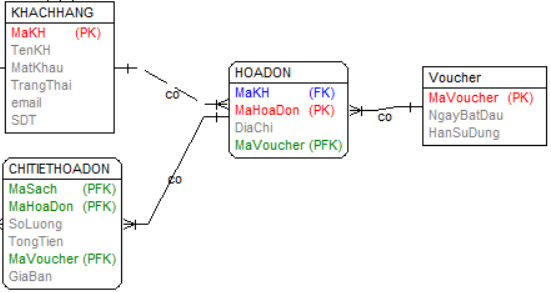 KHACHHANG
MaKH (PK)
TenKH
MatKhau
TrangThai
email
SDT
co
HOADON
MaKH (FK)
MaHoaDon (PK)
DiaChi
MaVoucher (PFK)
co
Voucher
MaVoucher (PK)
NgayBatDau
HanSuDung
co
CHITIETHOADON
MaSach (PFK)
MaHoaDon (PFK)
SoLuong
TongTien
MaVoucher (PFK)
GiaBan